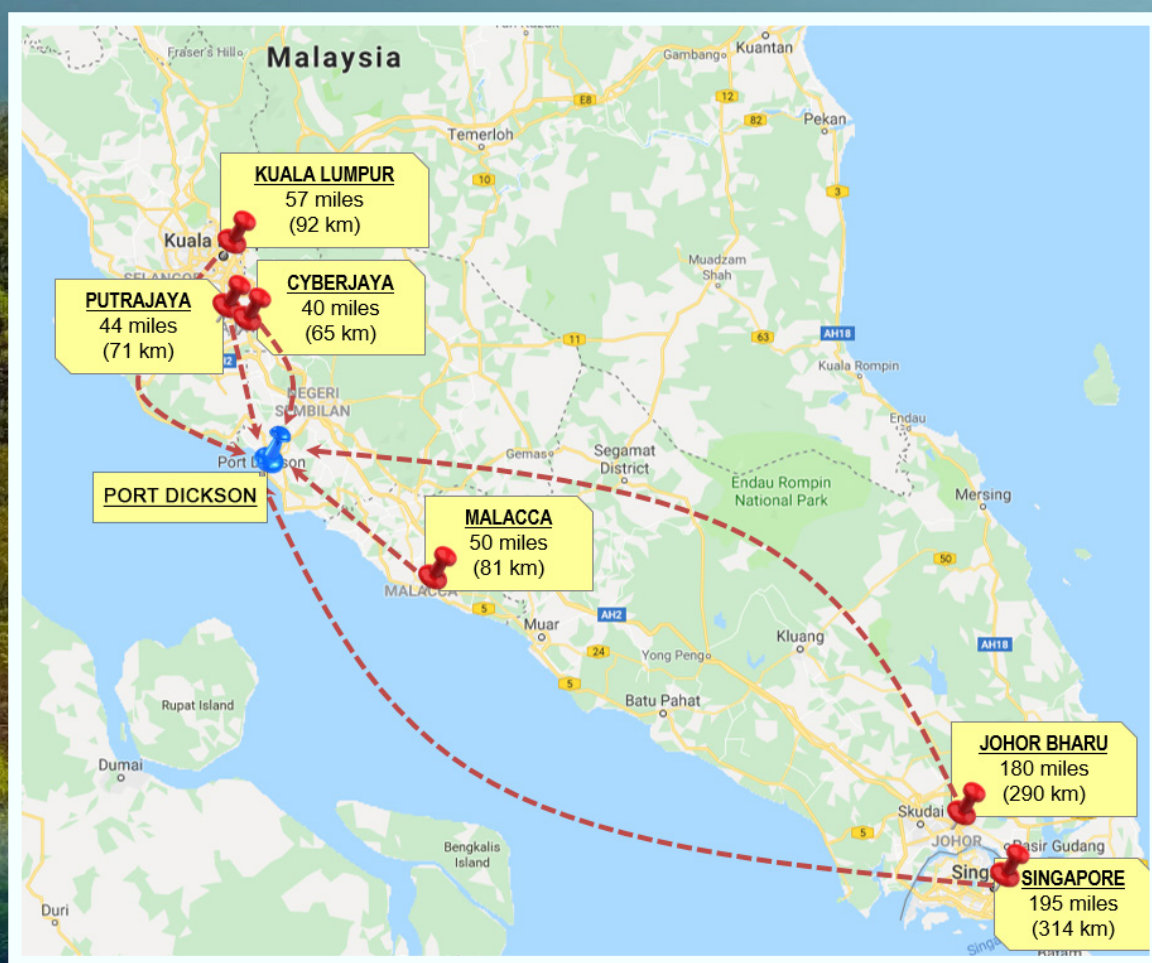 Malaysia
Fraser's Hill
Kuantan
Gambang
E8
12
82
Pekan
Temerloh
10
3
KUALA LUMPUR
57 miles
(92 km)
Kuala
SELANGOR
Muadzam
Shah
CYBERJAYA
40 miles
(65 km)
PUTRAJAYA
44 miles
(71 km)
11
63
AH18
Kuala Rompin
NEGERI
SEMBILAN
Endau
Gemas
Segamat
District
Port Dickson
Endau Rompin
National Park
Mersing
PORT DICKSON
MALACCA
50 miles
(81 km)
MALACCA
5
50
AH2
Muar
24
Yong Peng
Kluang
AH18
5
Batu Pahat
Rupat Island
Dumai
JOHOR BHARU
180 miles
(290 km)
Skudai
5
JOHOR
Pasir Gudang
Bengkalis
Island
Sing
SINGAPORE
195 miles
(314 km)
Duri
Batam